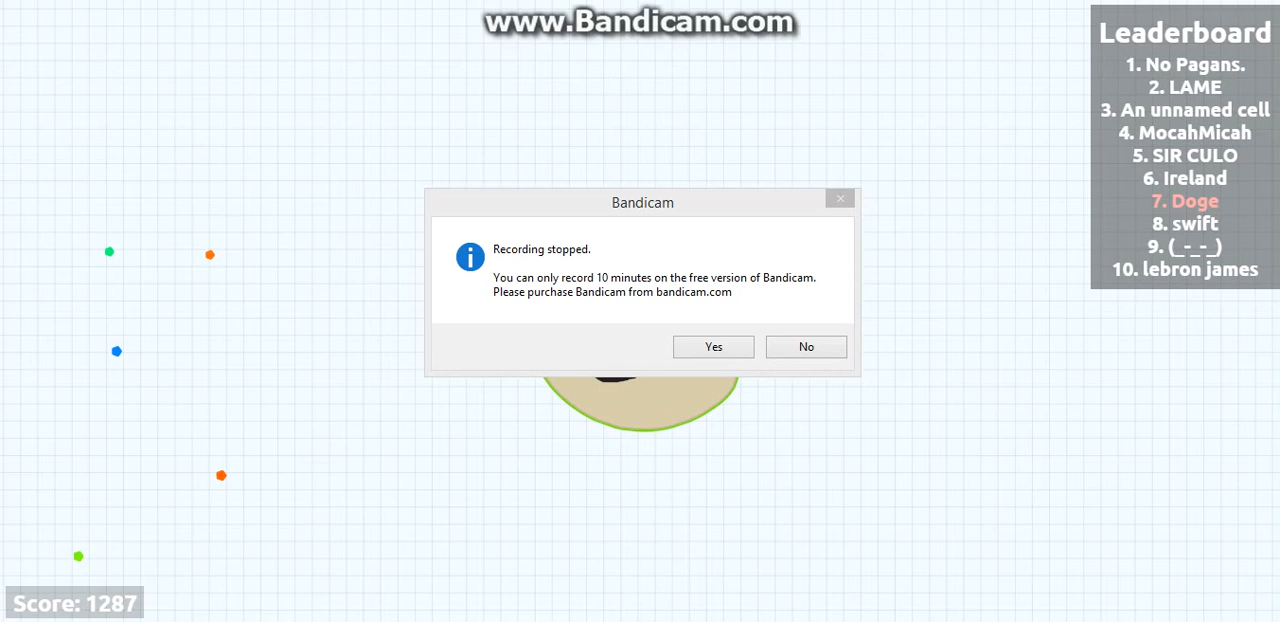 www.Bandicam.com
Leaderboard
1. No Pagans.
2. LAME
3. An unnamed cell
4. MocahMicah
5. SIR CULO
6. Ireland
7. Doge
8. swift
9. (_-_-_)
10. lebron james
Bandicam
Recording stopped.
You can only record 10 minutes on the free version of Bandicam.
Please purchase Bandicam from bandicam.com
Yes
No
Score: 1287